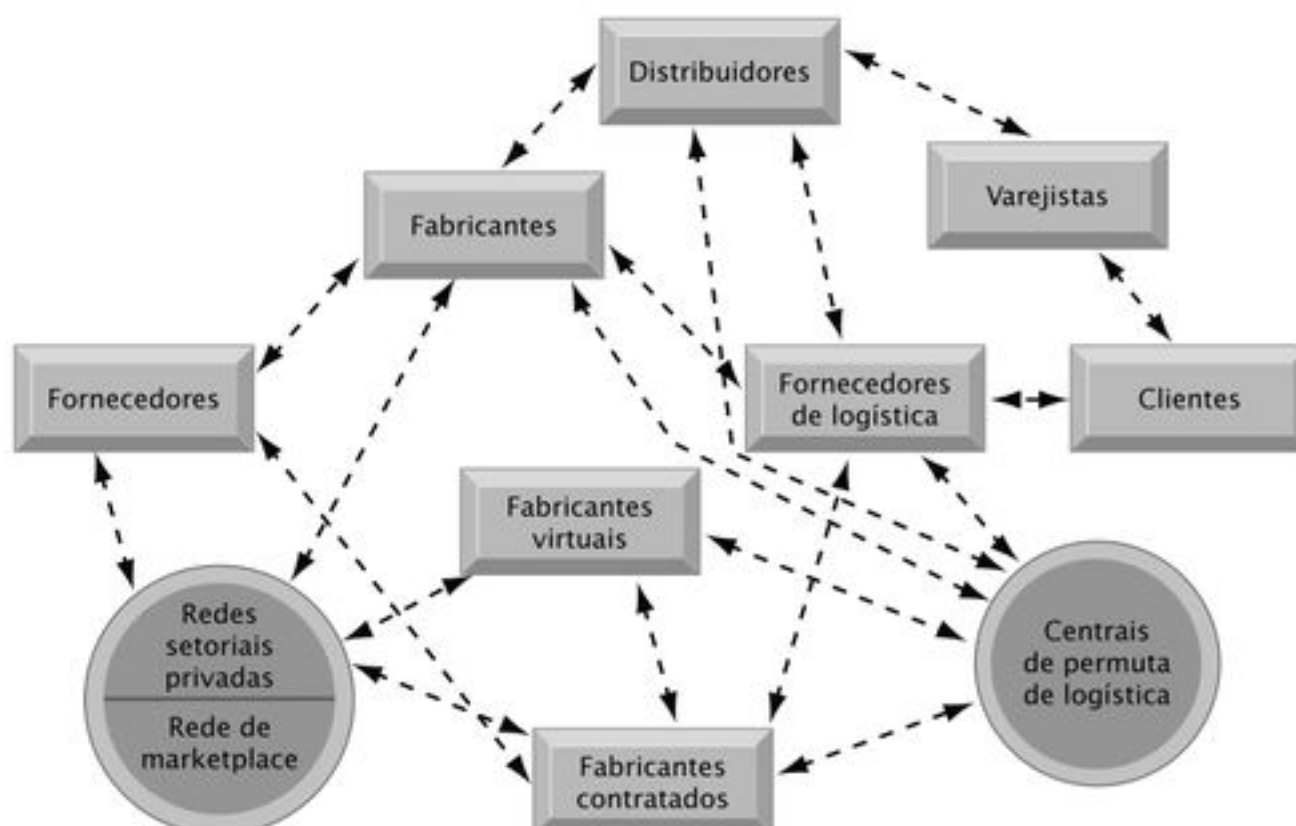 Distribuidores
Varejistas
Fabricantes
Fornecedores
Fornecedores
de logística
Clientes
Fabricantes
virtuais
Redes
setoriais
privadas
Rede de
marketplace
Centrais
de permuta
de logística
Fabricantes
contratados